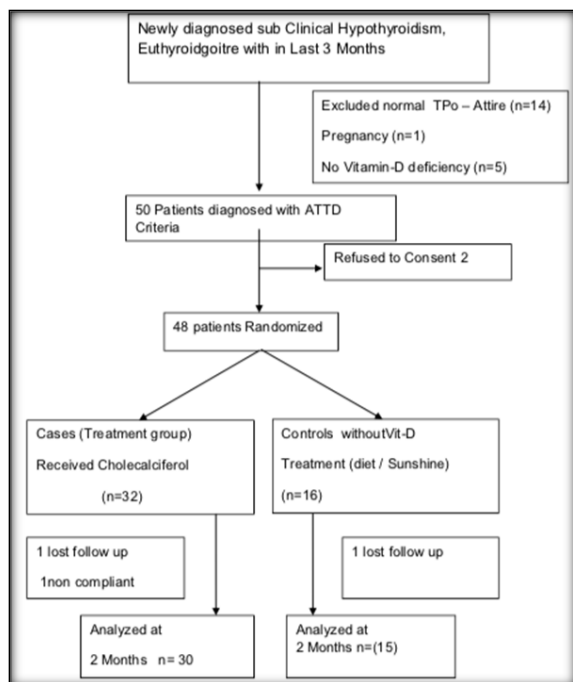 Newly diagnosed sub Clinical Hypothyroidism,
Euthyroidgoitre with in Last 3 Months
Excluded normal TPo – Attire (n=14)
Pregnancy (n=1)
No Vitamin-D deficiency (n=5)
50 Patients diagnosed with ATTD
Criteria
Refused to Consent 2
48 patients Randomized
Cases (Treatment group)
Received Cholecalciferol
(n=32)
Controls withoutVit-D
Treatment (diet / Sunshine)
(n=16)
1 lost follow up
1non compliant
1 lost follow up
Analyzed at
2 Months n= 30
Analyzed at
2 Months n=(15)